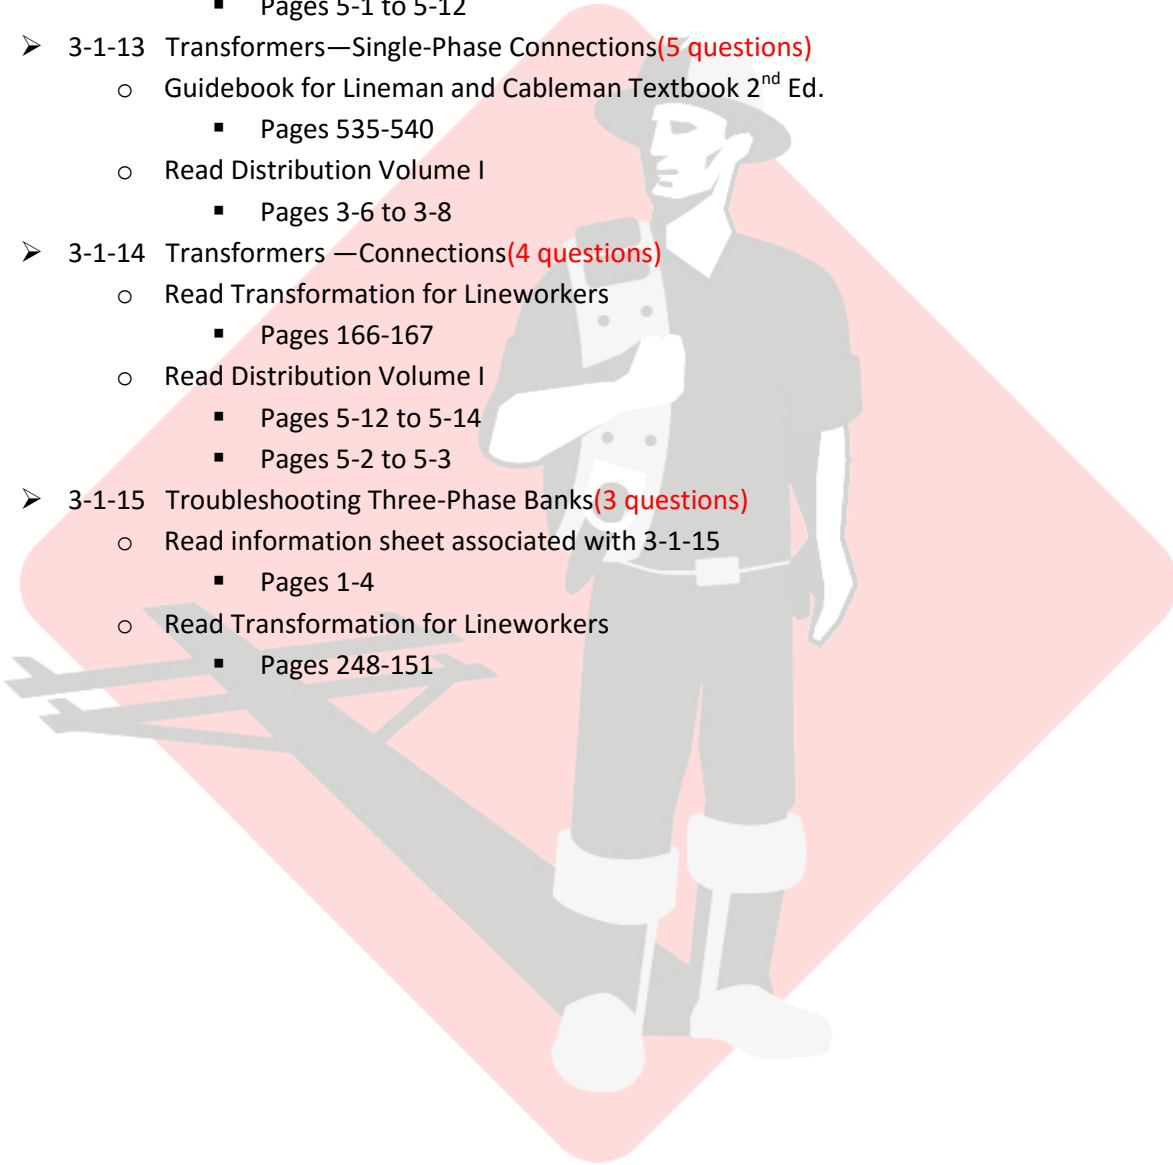 ▪ Pages 5-1 to 5-12
➢ 3-1-13 Transformers—Single-Phase Connections(5 questions)
o Guidebook for Lineman and Cableman Textbook 2nd Ed.
▪ Pages 535-540
o Read Distribution Volume I
▪ Pages 3-6 to 3-8
➢ 3-1-14 Transformers —Connections(4 questions)
o Read Transformation for Lineworkers
▪ Pages 166-167
o Read Distribution Volume I
▪ Pages 5-12 to 5-14
▪ Pages 5-2 to 5-3
➢ 3-1-15 Troubleshooting Three-Phase Banks(3 questions)
o Read information sheet associated with 3-1-15
▪ Pages 1-4
o Read Transformation for Lineworkers
▪ Pages 248-151